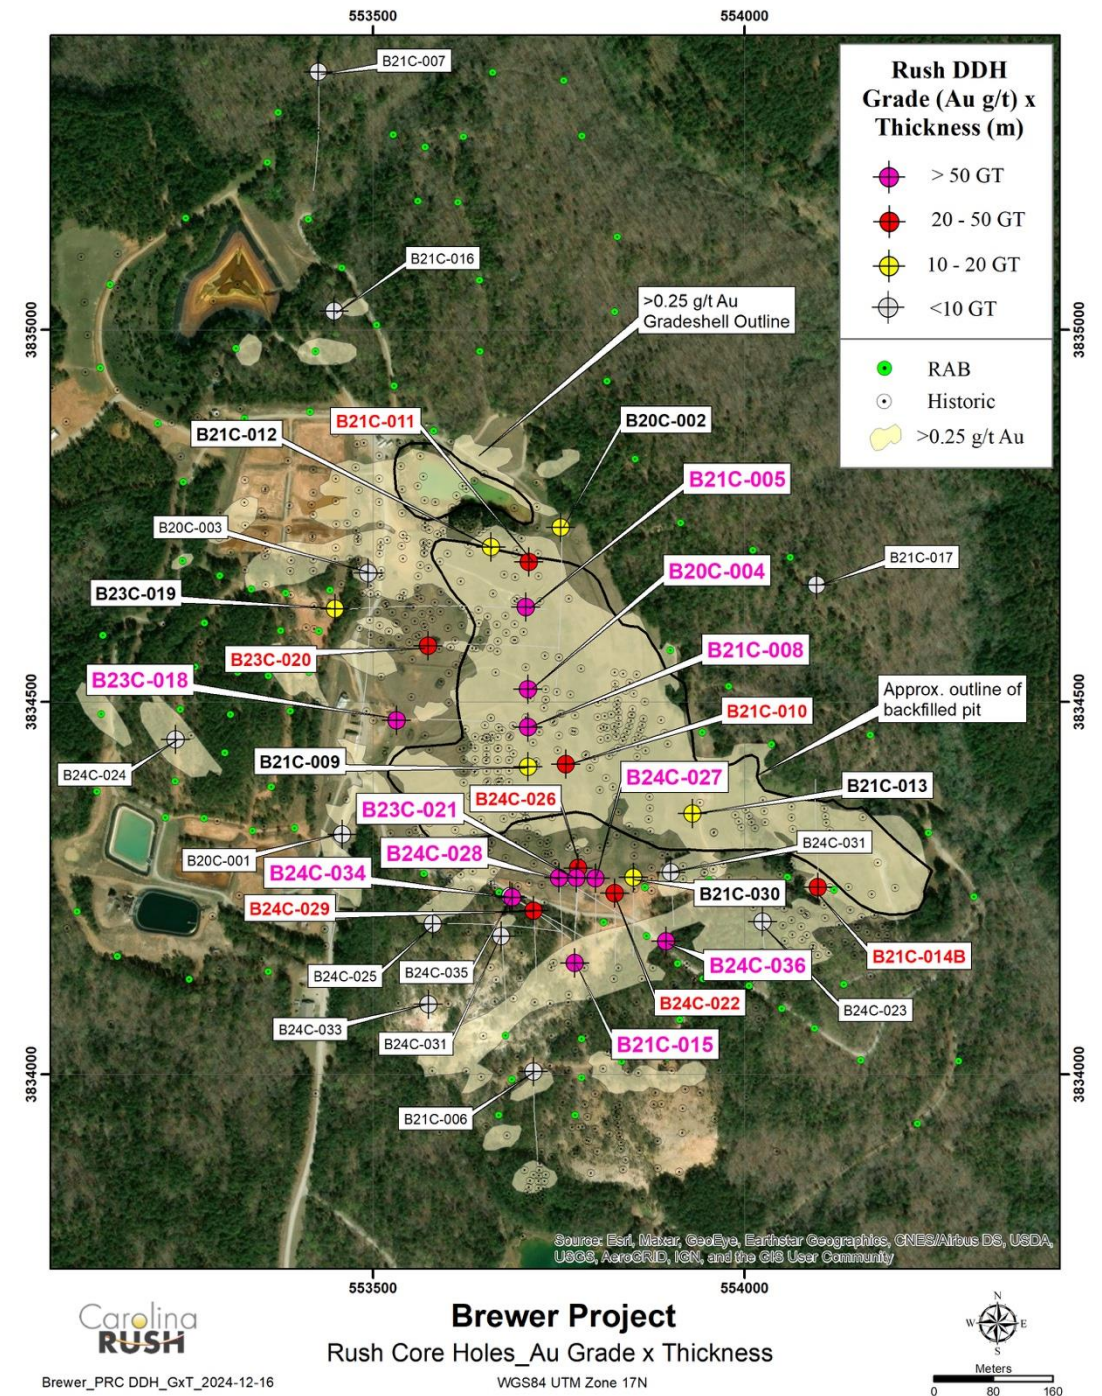 553500
554000
B21C-007
Rush DDH
Grade (Au g/t) x
Thickness (m)
> 50 GT
20 - 50 GT
10 - 20 GT
<10 GT
RAB
Historic
>0.25 g/t Au
B21C-016
>0.25 g/t Au
Gradeshell Outline
3835000
3835000
B21C-011
B20C-002
B21C-012
B21C-005
B20C-003
B21C-017
B20C-004
B23C-019
B21C-008
B23C-020
B23C-018
Approx. outline of
backfilled pit
B21C-010
3834500
3834500
B21C-009
B24C-024
B24C-027
B21C-013
B24C-026
B23C-021
B24C-031
B24C-028
B20C-001
B24C-034
B21C-030
B24C-029
B21C-014B
B24C-036
B24C-025
B24C-035
B24C-022
B24C-023
B24C-033
B24C-031
B21C-015
3834000
3834000
B21C-006
Source: Esri, Maxar, GeoEye, Earthstar Geographics, CNES/Airbus DS, USDA,
USGS, AeroGRID, IGN, and the GIS User Community
553500
554000
Carolina
RUSH
Brewer Project
Rush Core Holes_Au Grade x Thickness
WGS84 UTM Zone 17N
Brewer_PRC DDH_GxT_2024-12-16
N
W
E
S
Meters
0 80 160